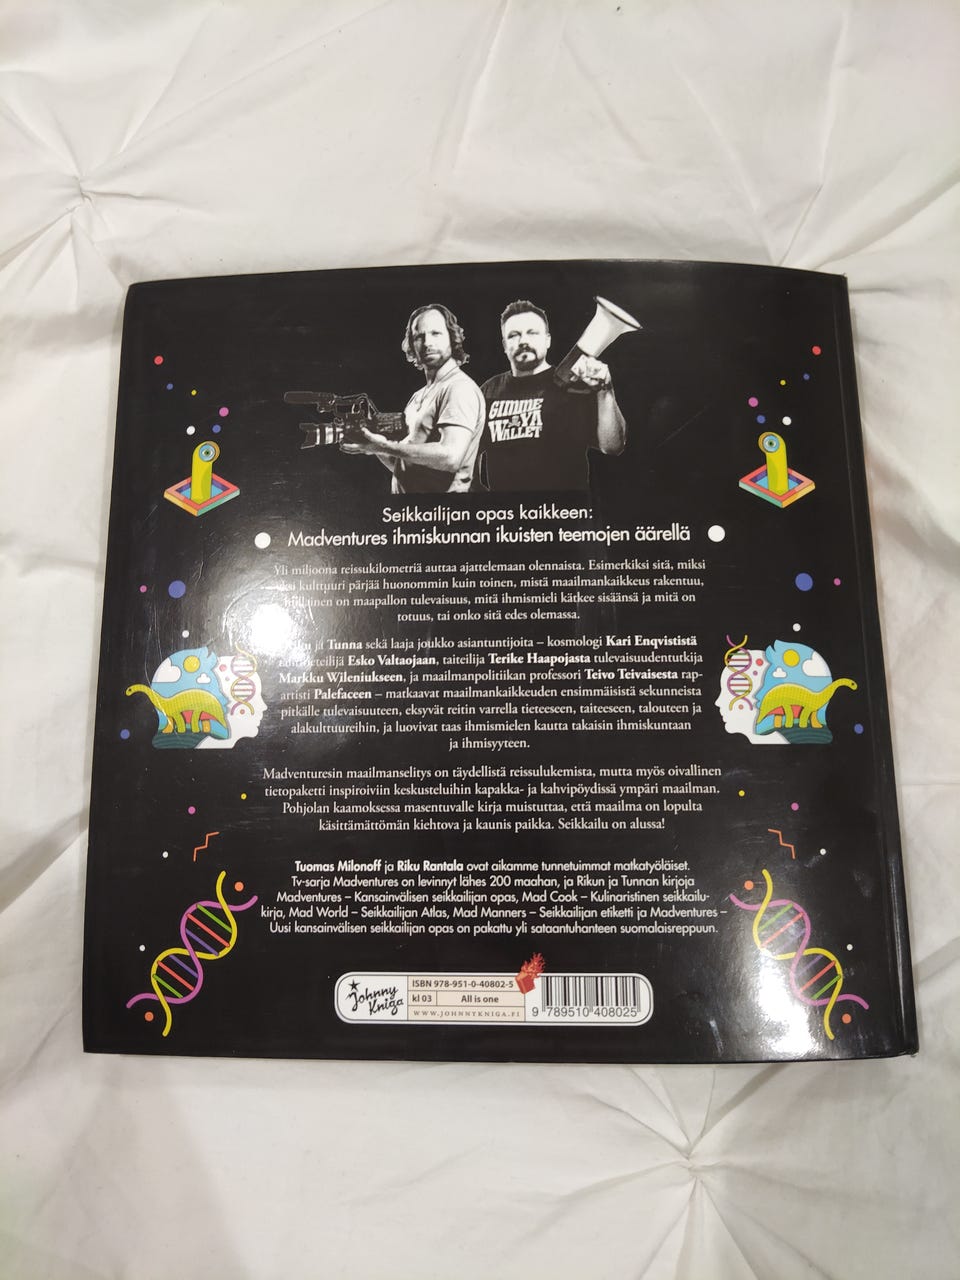 GIMME
YA
WALLET
Seikkailijan opas kaikkeen:
Madventures ihmiskunnan ikuisten teemojen äärellä
Yli miljoona reissukilometriä auttaa ajattelemaan olennaista. Esimerkiksi sitä, miksi
kulttuuri pärjää huonommin kuin toinen, mistä maailmankaikkeus rakentuu,
on maapallon tulevaisuus, mitä ihmismieli kätkee sisäänsä ja mitä on
totuus, tai onko sitä edes olemassa.
ja Tunna sekä laaja joukko asiantuntijoita – kosmologi Kari Enqvististä
Esko Valtaojaan, taiteilija Terike Haapojasta tulevaisuudentutkija
Markku Wileniukseen, ja maailmanpolitiikan professori Teivo Teivaisesta rap-
artisti Palefaceen – matkaavat maailmankaikkeuden ensimmäisistä sekunneista
pitkälle tulevaisuuteen, eksyvät reitin varrella tieteeseen, taiteeseen, talouteen ja
alakulttuureihin, ja luovivat taas ihmismielen kautta takaisin ihmiskuntaan
ja ihmisyyteen.
Madventuresin maailmanselitys on täydellistä reissulukemista, mutta myös oivallinen
tietopaketti inspiroiviin keskusteluihin kapakka- ja kahvipöydissä ympäri maailman.
Pohjolan kaamoksessa masentuvalle kirja muistuttaa, että maailma on lopulta
käsittämättömän kiehtova ja kaunis paikka. Seikkailu on alussa!
Tuomas Milonoff ja Riku Rantala ovat aikamme tunnetuimmat matkatyöläiset.
Tv-sarja Madventures on levinnyt lähes 200 maahan, ja Rikun ja Tunnan kirjoja
Madventures – Kansainvälisen seikkailijan opas, Mad Cook – Kulinaristinen seikkailu-
kirja, Mad World – Seikkailijan Atlas, Mad Manners – Seikkailijan etiketti ja Madventures –
Uusi kansainvälisen seikkailijan opas on pakattu yli sataantuhanteen suomalaisreppuun.
Johnny
Kniga
ISBN 978-951-0-40802-5
kl 03
All is one
WWW.JOHNNYKNIGA.FI
9 789510 408025